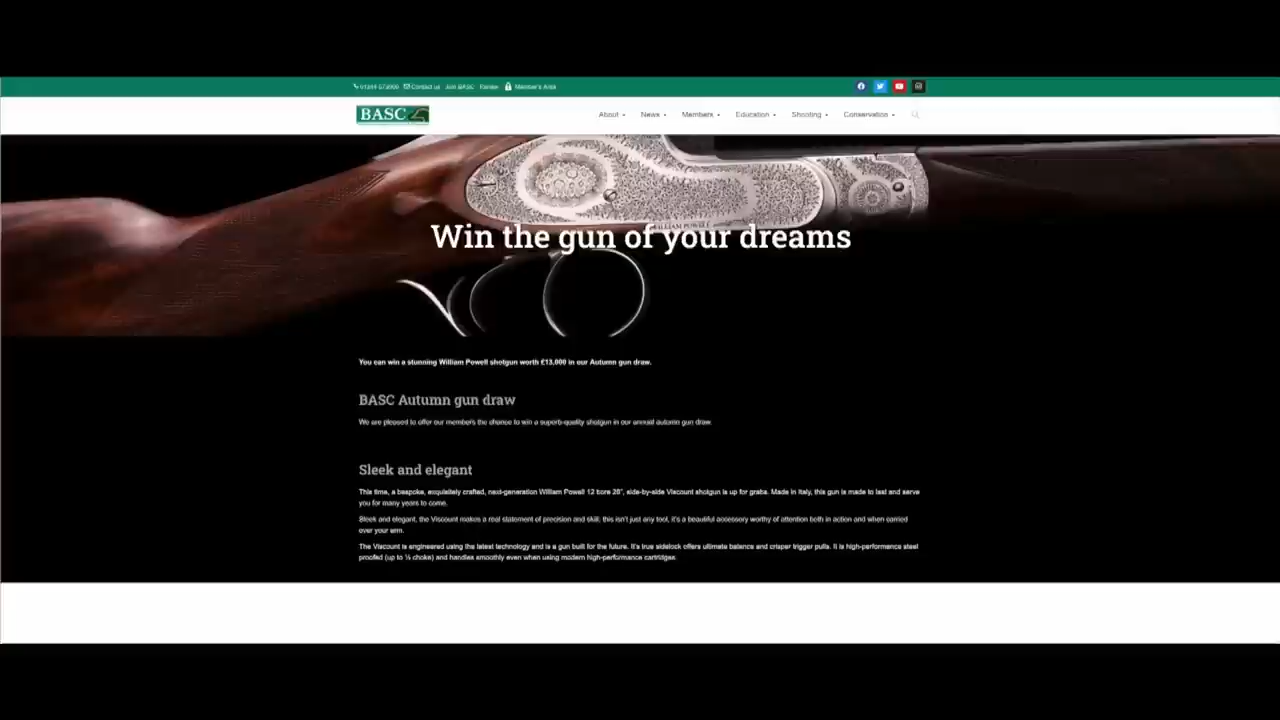 Contact us Join BASC Member's Area
BASC
About News Members Education Shooting Conservation
WILLIAM POWELL
Win the gun of your dreams
You can win a stunning William Powell shotgun worth £13,000 in our Autumn gun draw.
BASC Autumn gun draw
We are pleased to offer our members the chance to win a superb-quality shotgun in our annual autumn gun draw.
Sleek and elegant
This time, a bespoke, exquisitely crafted, next-generation William Powell 12 bore 28", side-by-side Viscount shotgun is up for grabs. Made in Italy, this gun is made to last and serve
you for many years to come.
Sleek and elegant, the Viscount makes a real statement of precision and skill; this isn't just any tool, it's a beautiful accessory worthy of attention both in action and when carried
over your arm.
The Viscount is engineered using the latest technology and is a gun built for the future. It's true sidelock offers ultimate balance and crisper trigger pulls. It is high-performance steel
proofed (up to ½ choke) and handles smoothly even when using modern high-performance cartridges.